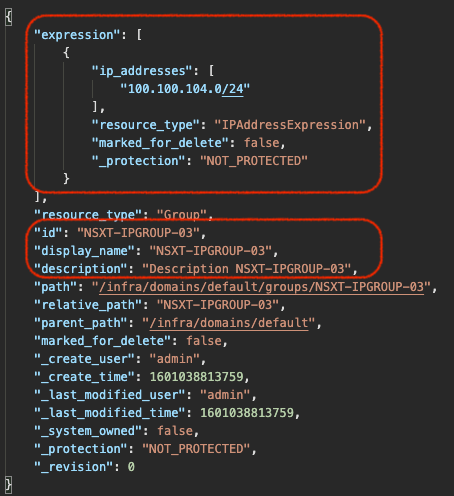 {
"expression": [
{
"ip_addresses": [
"100.100.104.0/24"
],
"resource_type": "IPAddressExpression",
"marked_for_delete": false,
"_protection": "NOT_PROTECTED"
}
],
"resource_type": "Group",
"id": "NSXT-IPGROUP-03",
"display_name": "NSXT-IPGROUP-03",
"description": "Description NSXT-IPGROUP-03",
"path": "/infra/domains/default/groups/NSXT-IPGROUP-03",
"relative_path": "NSXT-IPGROUP-03",
"parent_path": "/infra/domains/default",
"marked_for_delete": false,
"_create_user": "admin",
"_create_time": 1601038813759,
"_last_modified_user": "admin",
"_last_modified_time": 1601038813759,
"_system_owned": false,
"_protection": "NOT_PROTECTED",
"_revision": 0
}